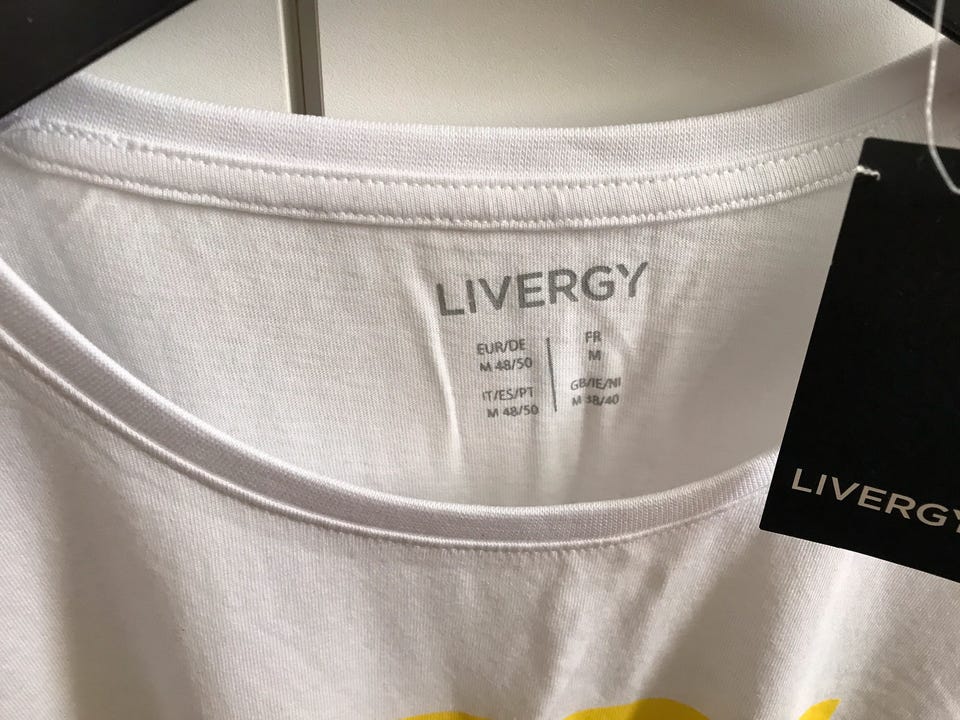 LIVERGY
EUR/DE
M 48/50
FR
M
IT/ES/PT
M 48/50
GB/IE/NI
M 38/40
LIVERGY